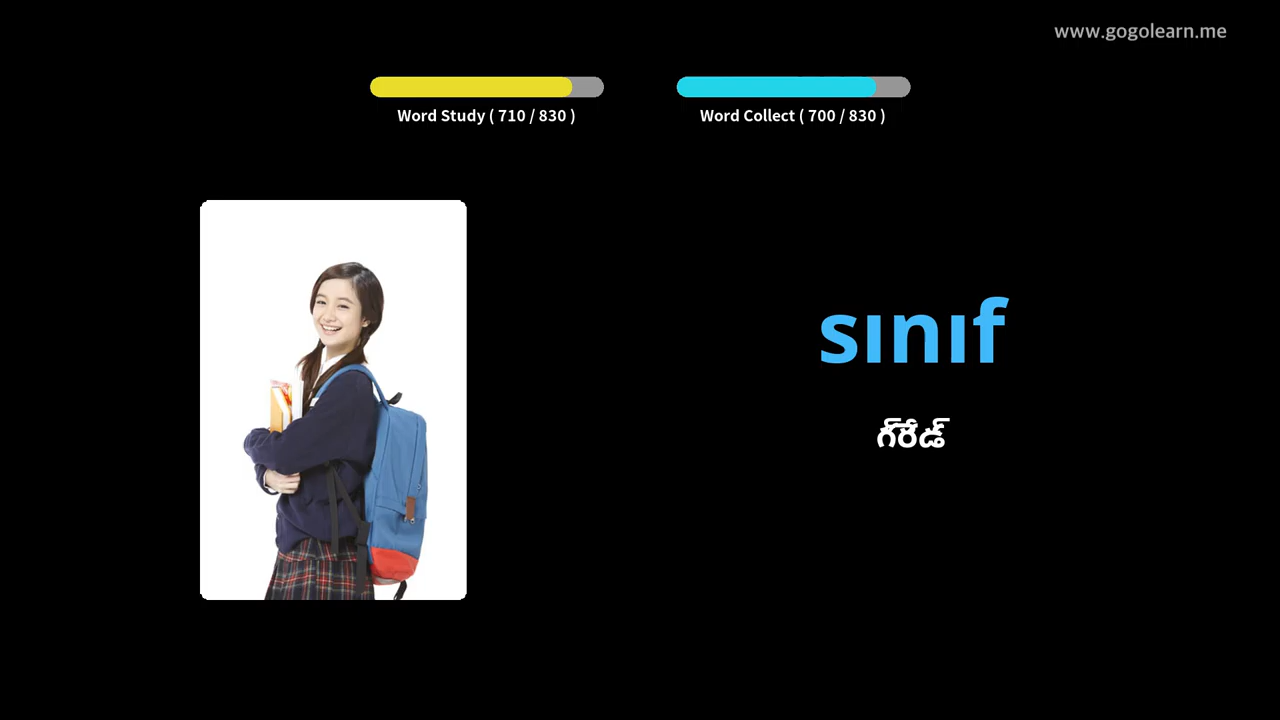 www.gogolearn.me
Word Study ( 710 / 830 )
Word Collect ( 700 / 830 )
sınıf
గ్‌రేడ్